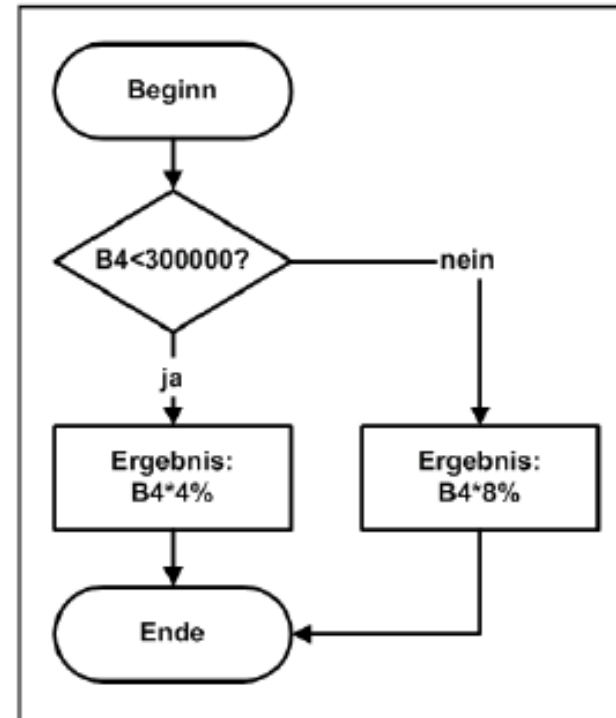 Beginn
B4<300000?
nein
ja
Ergebnis:
B4*4%
Ergebnis:
B4*8%
Ende